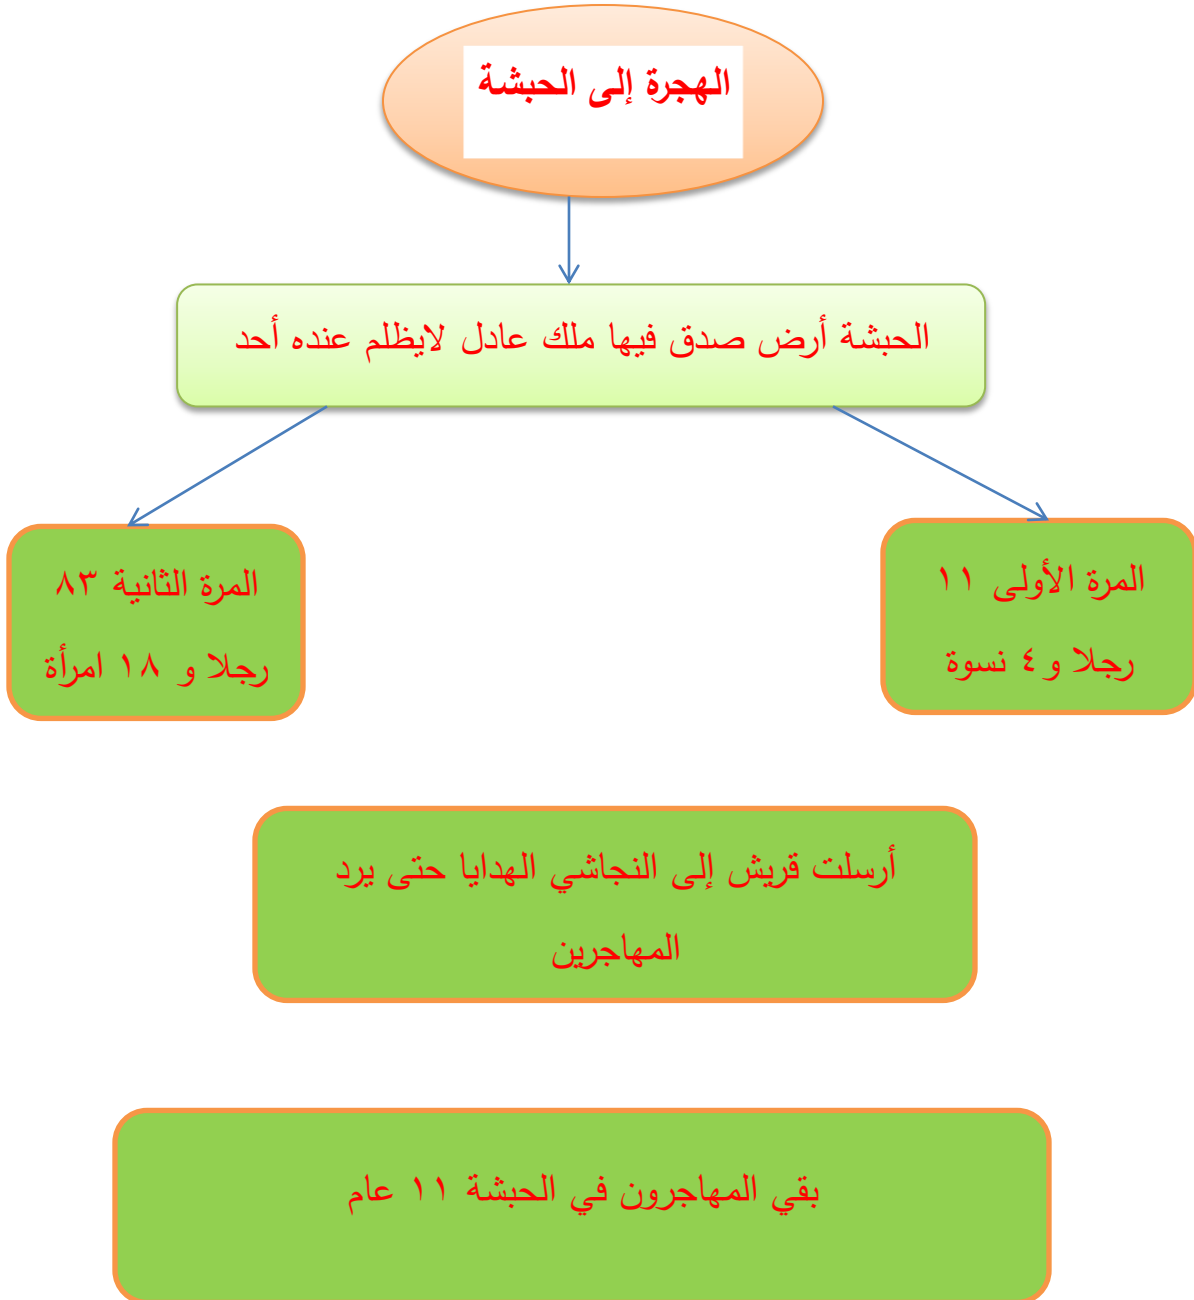 الهجرة إلى الحبشة
الحبشة أرض صدق فيها ملك عادل لايظلم عنده أحد
المرة الأولى ١١
رجلا و ٤ نسوة
المرة الثانية ٨٣
رجلا و ١٨ امرأة
أرسلت قريش إلى النجاشي الهدايا حتى يرد
المهاجرين
بقي المهاجرون في الحبشة ١١ عام